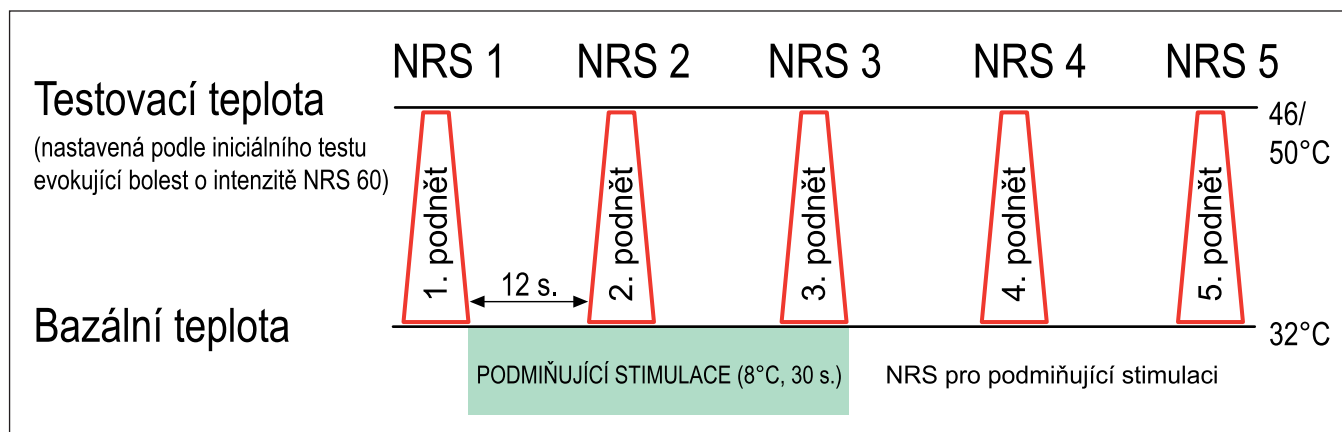 NRS 1 NRS 2 NRS 3 NRS 4 NRS 5
Testovací teplota
(nastavená podle iniciálního testu
evokující bolest o intenzitě NRS 60)
46/
50°C
1. podnět
2. podnět
3. podnět
4. podnět
5. podnět
12 s.
Bazální teplota
32°C
PODMIŇUJÍCÍ STIMULACE (8°C, 30 s.)
NRS pro podmiňující stimulaci